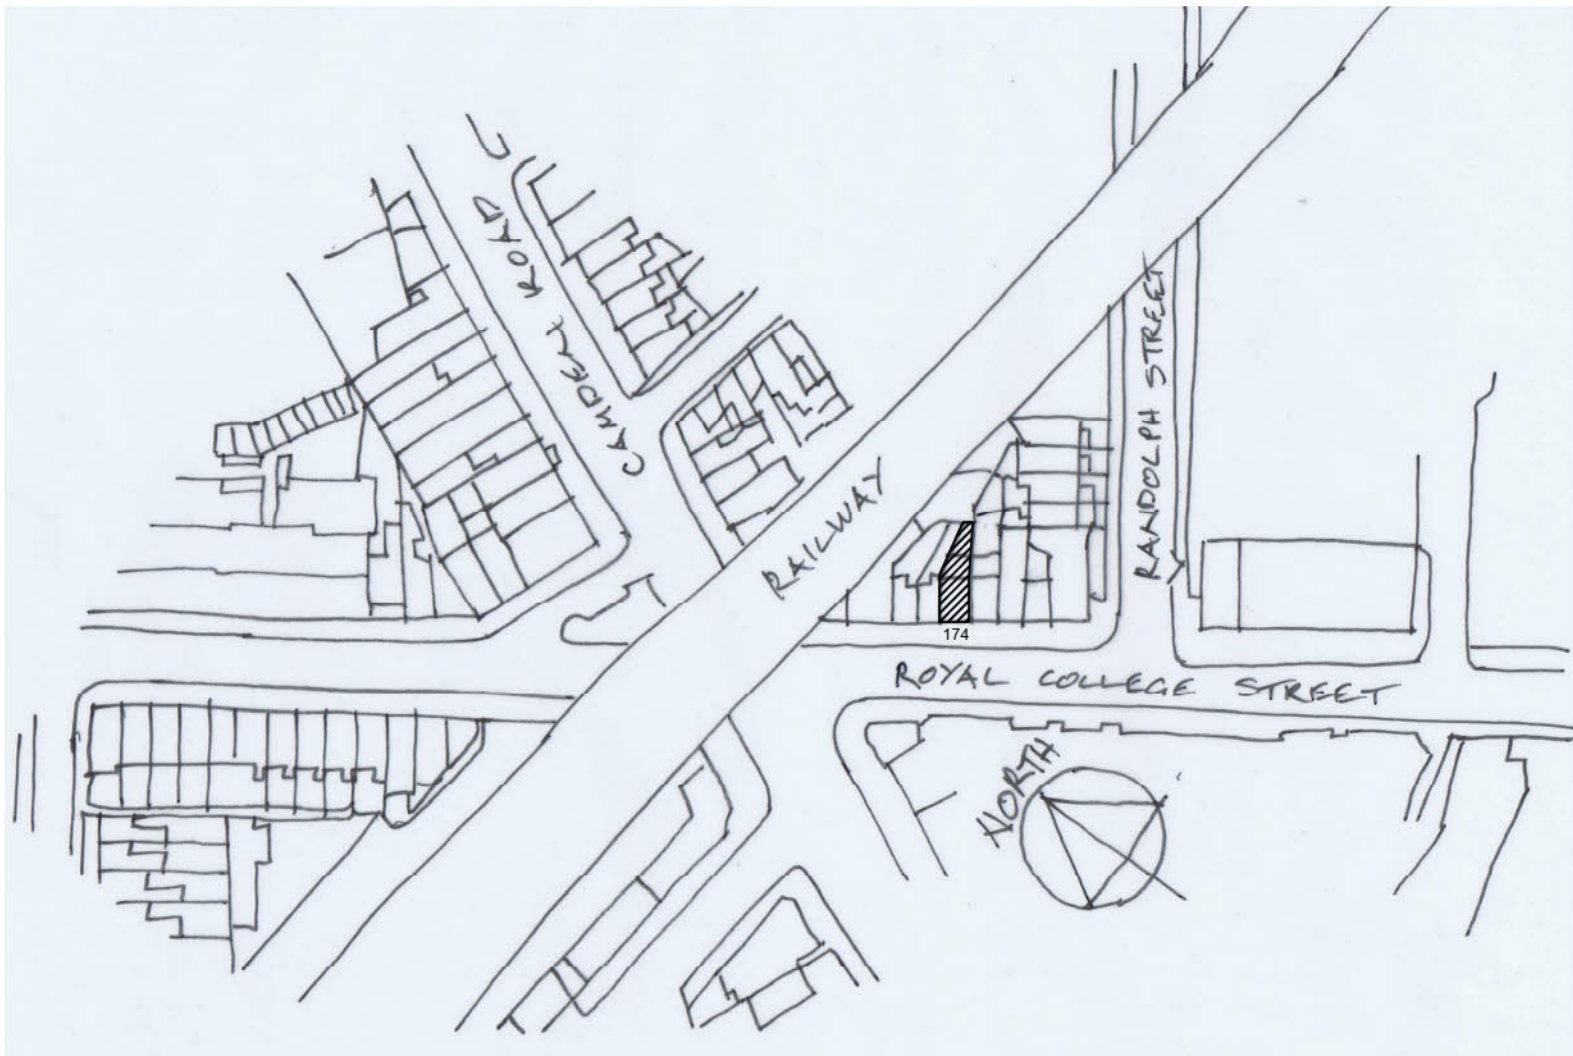 CAMDEN ROAD
RAILWAY
RANDOLPH STREET
174
ROYAL COLLEGE STREET
NORTH